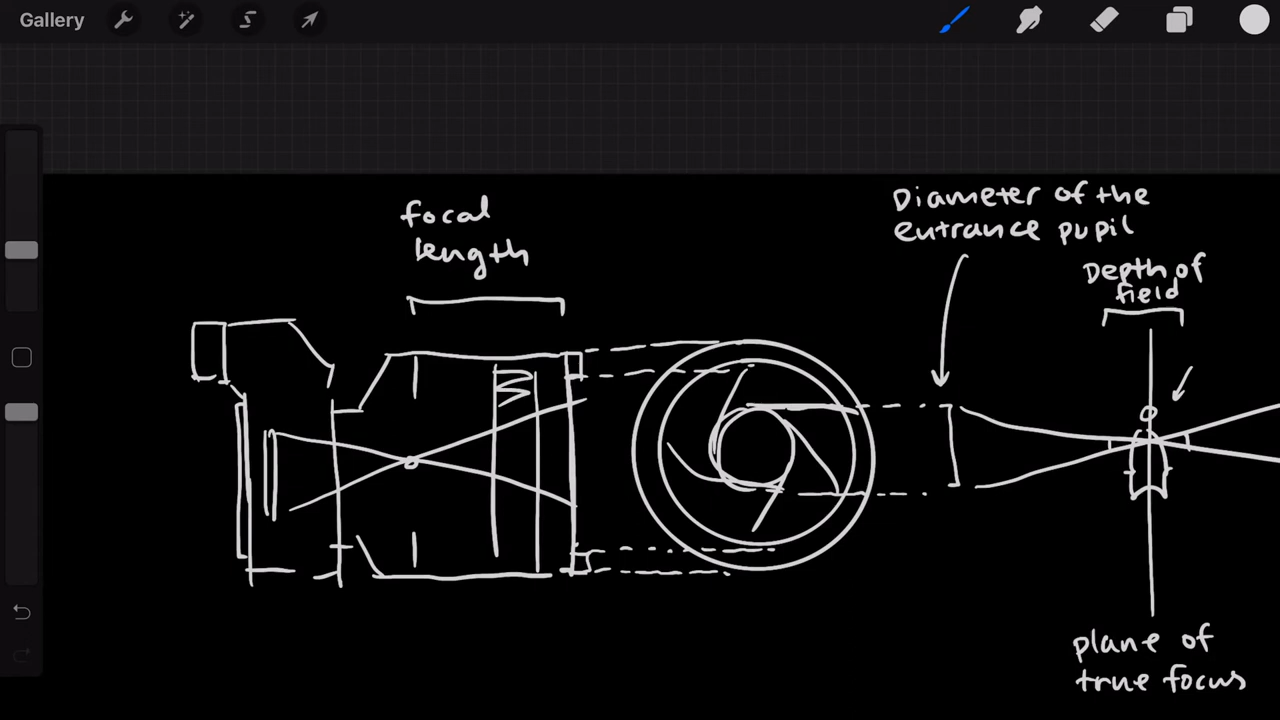 Gallery
focal
length
Diameter of the
entrance pupil
Depth of
field
plane of
true focus